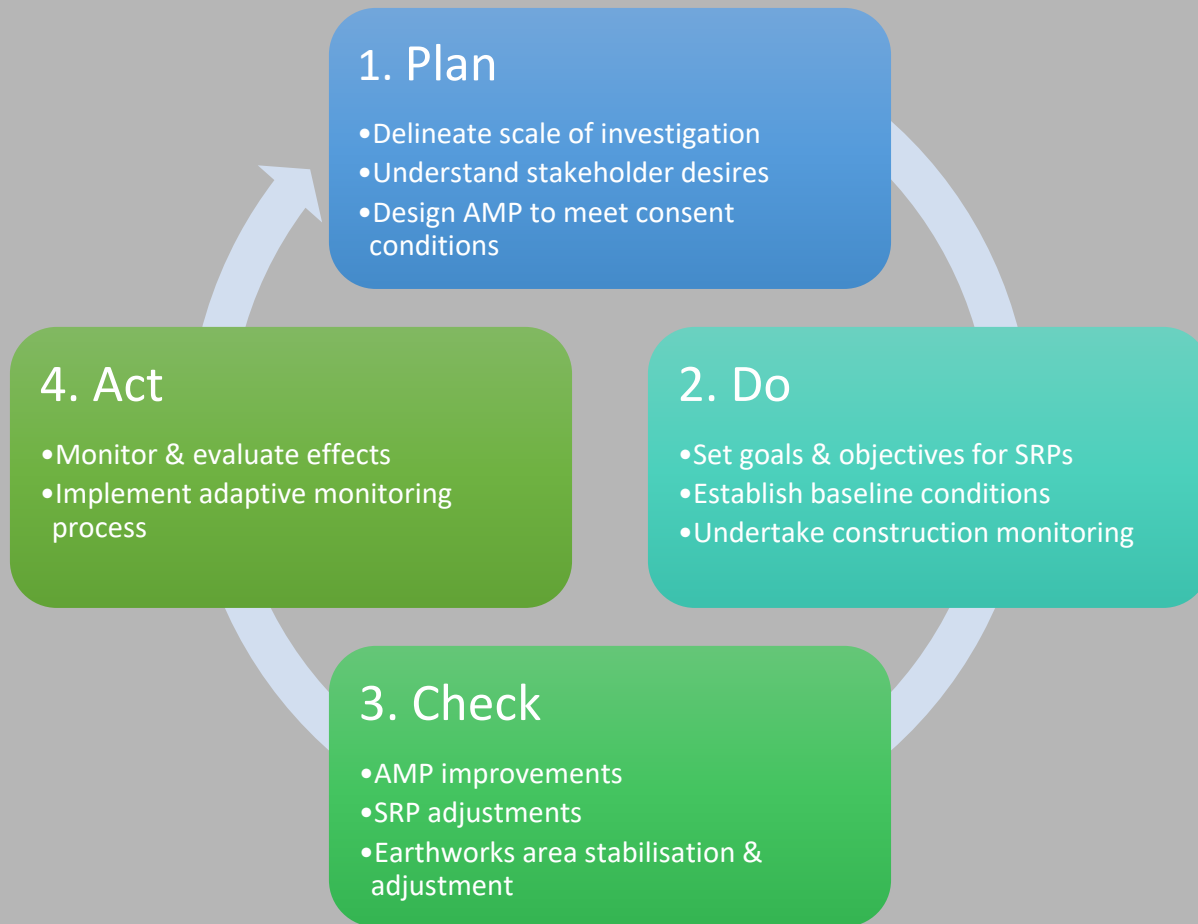 1. Plan
•Delineate scale of investigation
•Understand stakeholder desires
•Design AMP to meet consent
conditions
2. Do
•Set goals & objectives for SRPs
•Establish baseline conditions
•Undertake construction monitoring
3. Check
•AMP improvements
•SRP adjustments
•Earthworks area stabilisation &
adjustment
4. Act
•Monitor & evaluate effects
•Implement adaptive monitoring
process